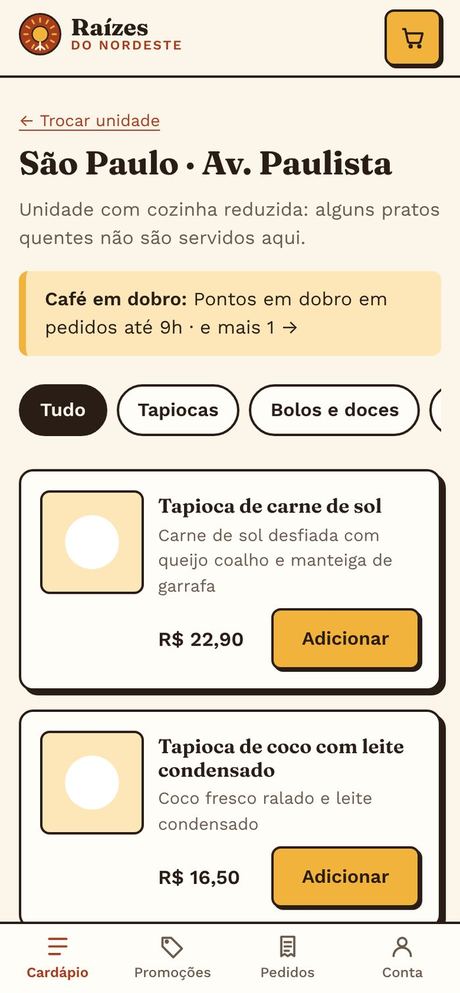 Raízes
DO NORDESTE
← Trocar unidade
São Paulo · Av. Paulista
Unidade com cozinha reduzida: alguns pratos
quentes não são servidos aqui.
Café em dobro: Pontos em dobro em
pedidos até 9h · e mais 1 →
Tudo
Tapiocas
Bolos e doces
Tapioca de carne de sol
Carne de sol desfiada com
queijo coalho e manteiga de
garrafa
R$ 22,90
Adicionar
Tapioca de coco com leite
condensado
Coco fresco ralado e leite
condensado
R$ 16,50
Adicionar
Cardápio
Promoções
Pedidos
Conta